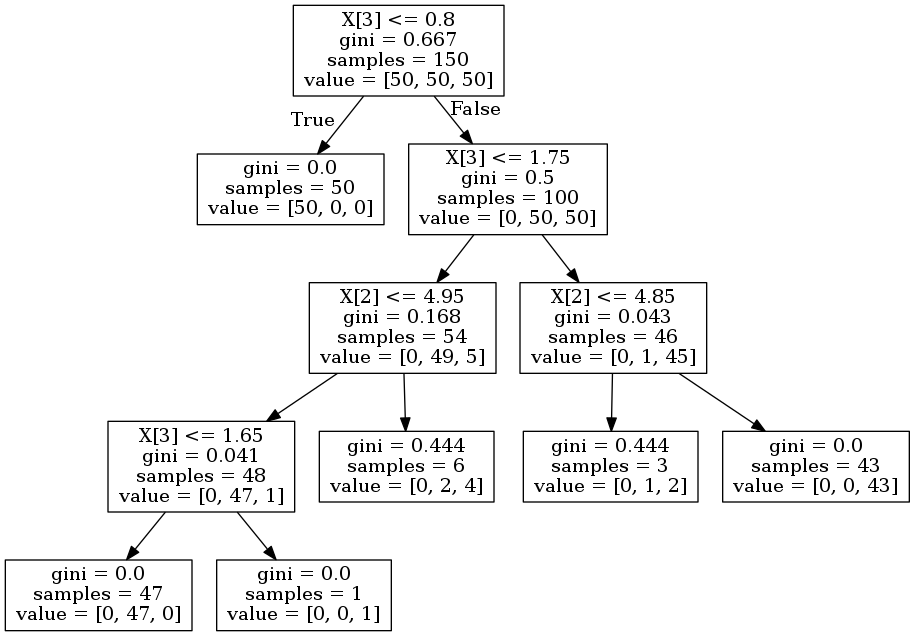 X[3] <= 0.8
gini = 0.667
samples = 150
value = [50, 50, 50]
True
False
gini = 0.0
samples = 50
value = [50, 0, 0]
X[3] <= 1.75
gini = 0.5
samples = 100
value = [0, 50, 50]
X[2] <= 4.95
gini = 0.168
samples = 54
value = [0, 49, 5]
X[2] <= 4.85
gini = 0.043
samples = 46
value = [0, 1, 45]
X[3] <= 1.65
gini = 0.041
samples = 48
value = [0, 47, 1]
gini = 0.444
samples = 6
value = [0, 2, 4]
gini = 0.444
samples = 3
value = [0, 1, 2]
gini = 0.0
samples = 43
value = [0, 0, 43]
gini = 0.0
samples = 47
value = [0, 47, 0]
gini = 0.0
samples = 1
value = [0, 0, 1]